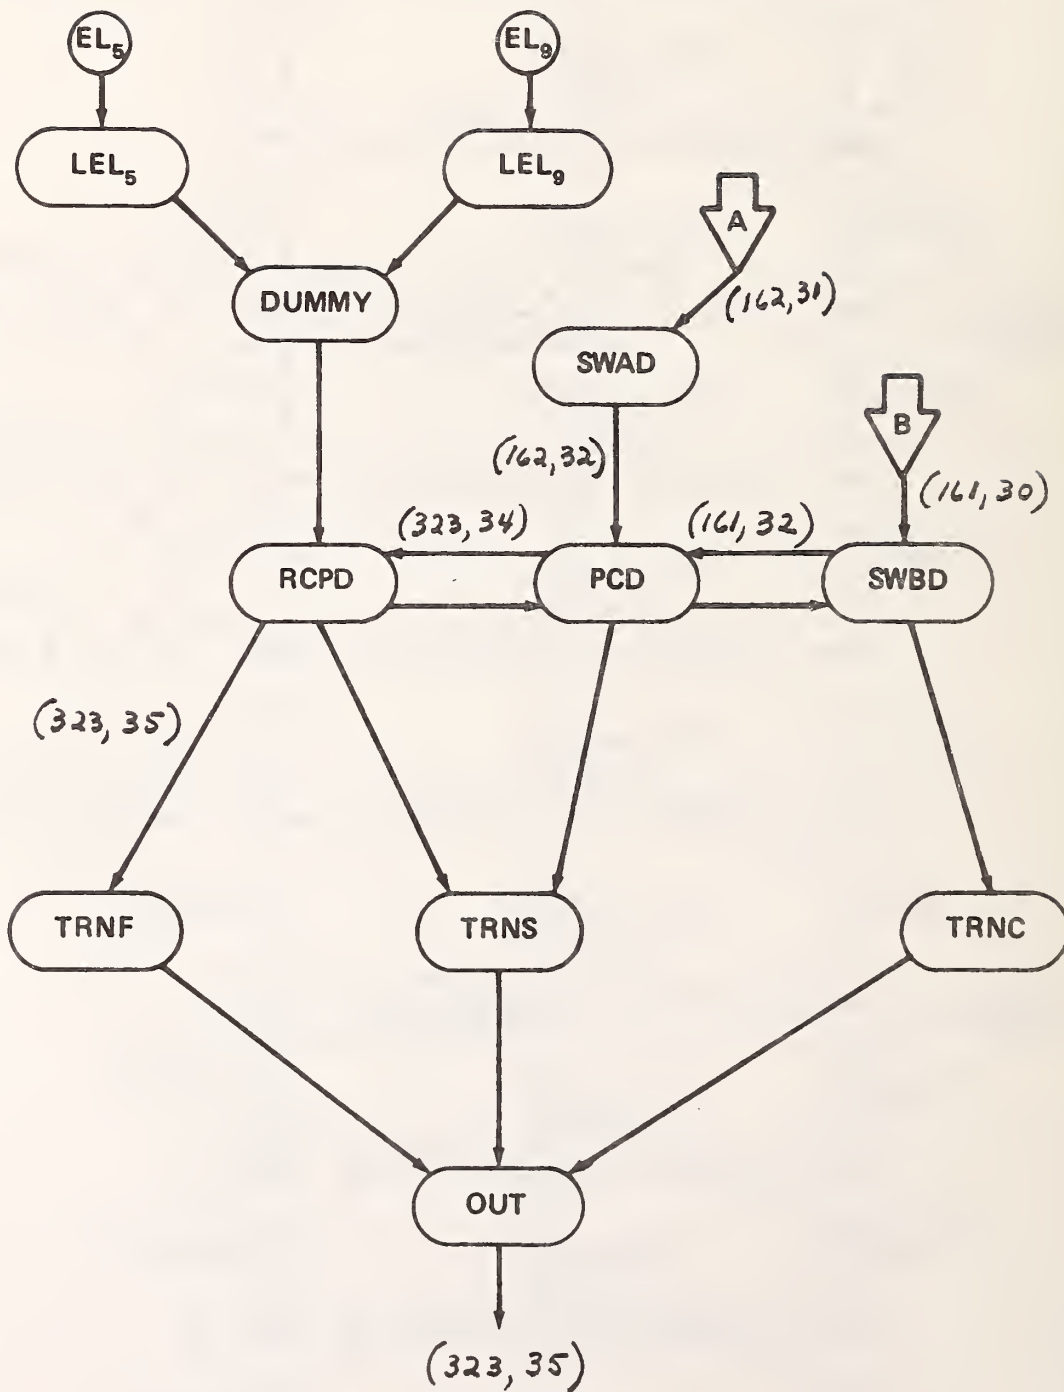 EL₅
EL₉
LEL₅
LEL₉
A
(162,31)
DUMMY
SWAD
B
(162,32)
(161,30)
(323,34)
(161,32)
RCPD
PCD
SWBD
(323,35)
TRNF
TRNS
TRNC
OUT
(323,35)